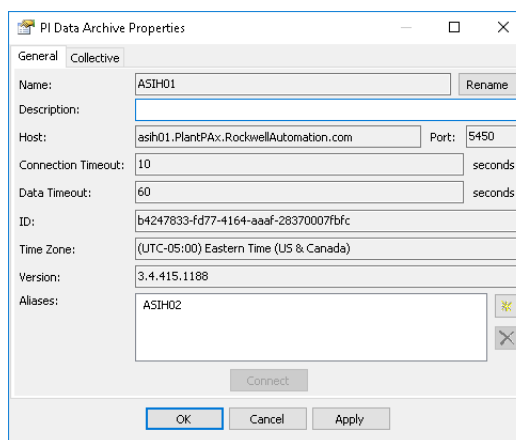 PI Data Archive Properties
General Collective
Name: ASIH01 Rename
Description:
Host: asih01.PlantPAx.RockwellAutomation.com Port: 5450
Connection Timeout: 10 seconds
Data Timeout: 60 seconds
ID: b4247833-fd77-4164-aaaf-28370007fbfc
Time Zone: (UTC-05:00) Eastern Time (US & Canada)
Version: 3.4.415.1188
Aliases: ASIH02
Connect
OK Cancel Apply